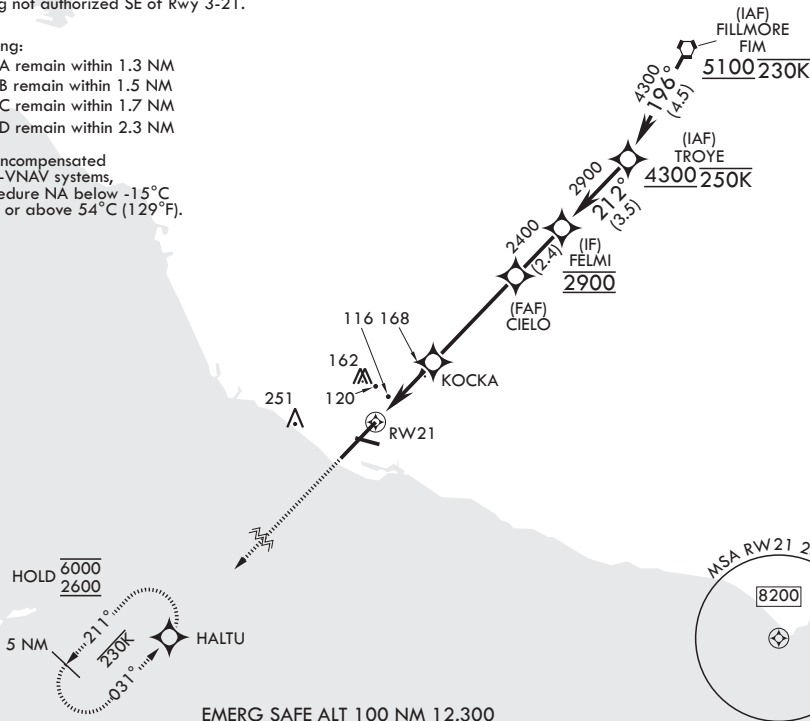 not authorized SE of Rwy 3-21.
A remain within 1.3 NM
B remain within 1.5 NM
C remain within 1.7 NM
D remain within 2.3 NM
-VNAV systems,
NA below -15°C
or above 54°C (129°F).
(IAF)
FILLMORE
FIM
5100 230K
4300
196°
(4.5)
(IAF)
TROYE
4300 250K
2900
212°
(3.5)
2400
(2.4)
(IF)
FELMI
2900
(FAF)
CIELO
116 168
162
KOCKA
120
251
RW21
HOLD 6000
2600
211°
230K
5 NM
031°
HALTU
MSA RW21
8200
EMERG SAFE ALT 100 NM 12,300